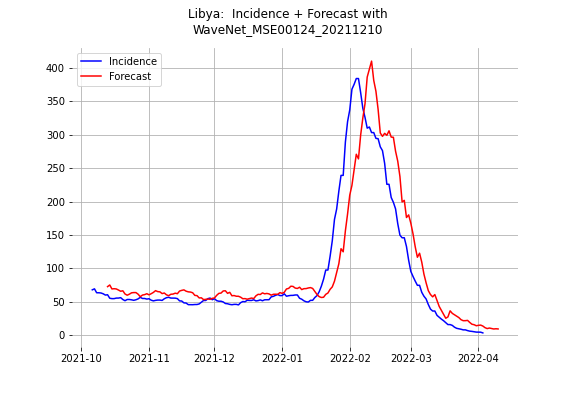 Libya:  Incidence + Forecast with
WaveNet_MSE00124_20211210
Incidence
Forecast
400
350
300
250
200
150
100
50
0
2021-10 2021-11 2021-12 2022-01 2022-02 2022-03 2022-04